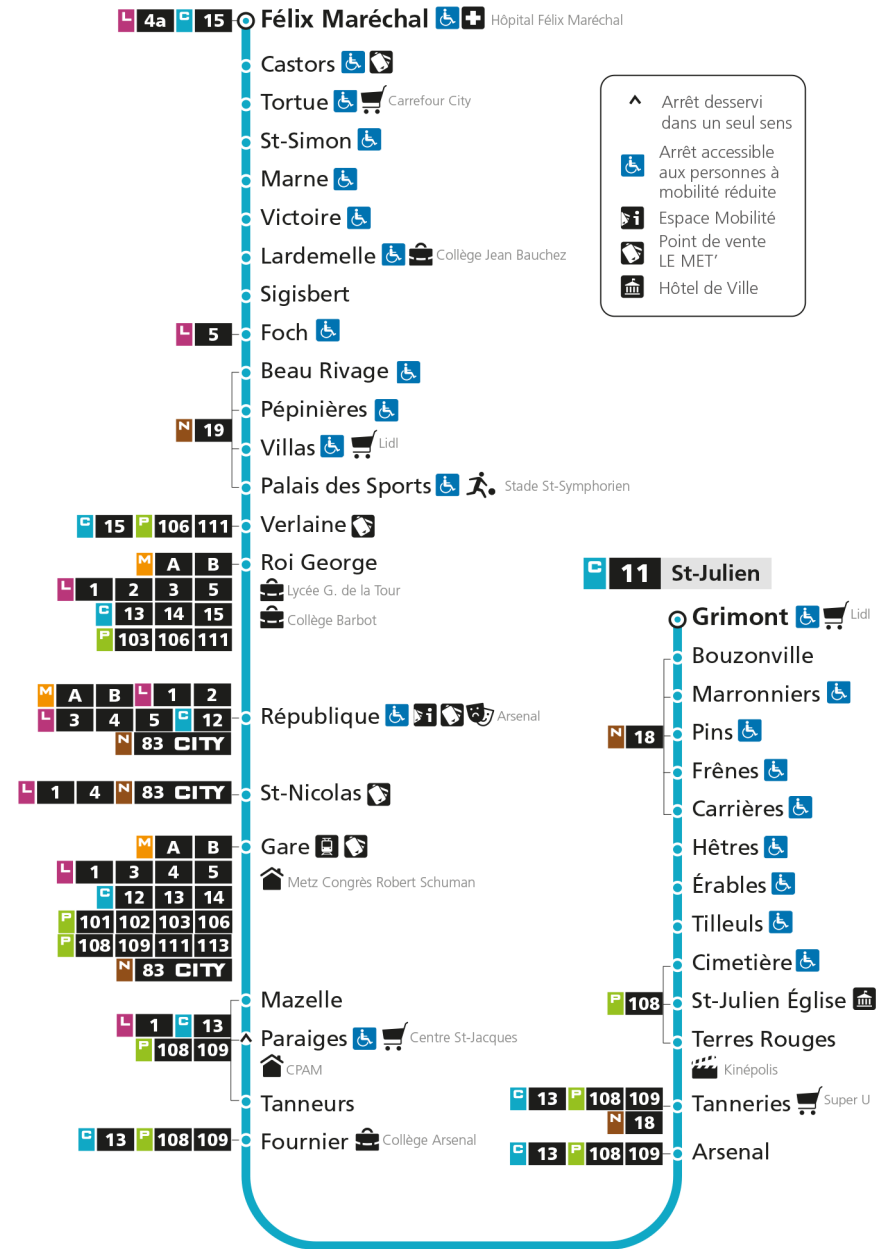 L 4a C 15 Félix Maréchal Hôpital Félix Maréchal
Castors
Tortue Carrefour City
St-Simon
Marne
Victoire
Lardemelle Collège Jean Bauchez
Sigisbert
L 5 Foch
Beau Rivage
Pépinières
N 19
Villas Lidl
Palais des Sports Stade St-Symphorien
C 15 P 106 111 Verlaine
M A B Roi George
L 1 2 3 5 Lycée G. de la Tour
C 13 14 15 Collège Barbot
P 103 106 111
M A B L 1 2
L 3 4 5 C 12 République i Arsenal
N 83 CITY
L 1 4 N 83 CITY St-Nicolas
M A B Gare
L 1 3 4 5 Metz Congrès Robert Schuman
C 12 13 14
P 101 102 103 106
P 108 109 111 113
N 83 CITY
Mazelle
L 1 C 13
P 108 109
Paraiges Centre St-Jacques
CPAM
Tanneurs
C 13 P 108 109 Fournier Collège Arsenal
Arrêt desservi
dans un seul sens
Arrêt accessible
aux personnes à
mobilité réduite
i Espace Mobilité
Point de vente
LE MET’
Hôtel de Ville
C 11 St-Julien
Grimont Lidl
Bouzonville
Marronniers
N 18 Pins
Frênes
Carrières
Hêtres
Érables
Tilleuls
Cimetière
P 108 St-Julien Église
Terres Rouges
Kinépolis
C 13 P 108 109 Tanneries Super U
N 18
C 13 P 108 109 Arsenal